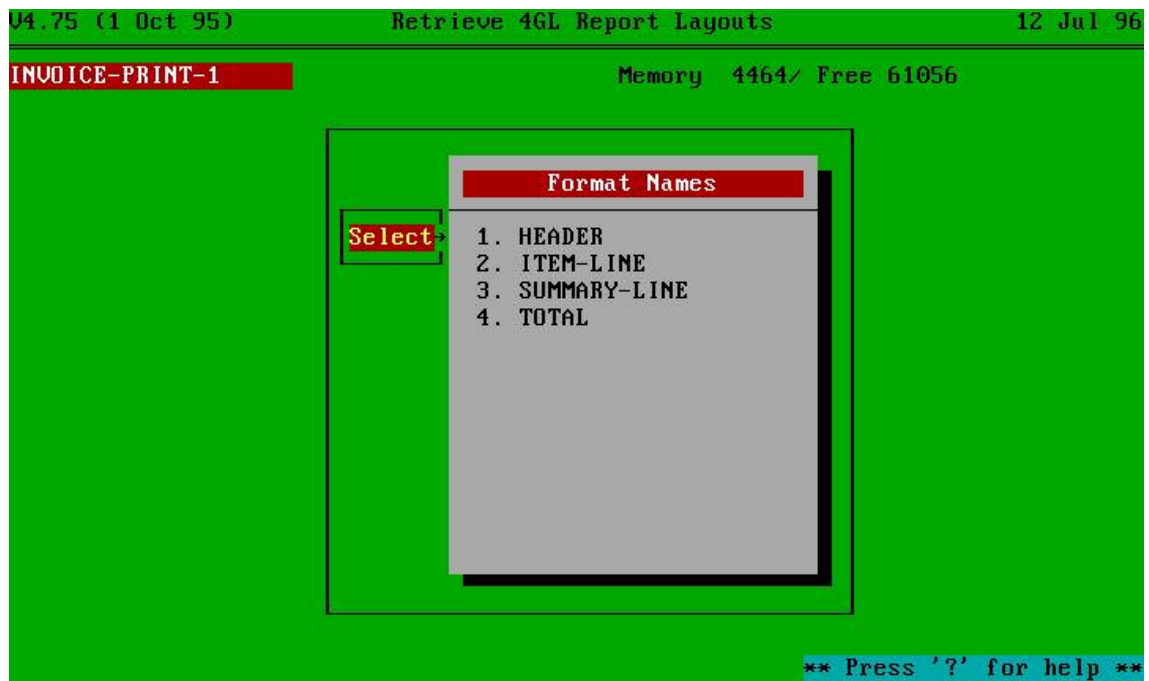 V4.75 (1 Oct 95) Retrieve 4GL Report Layouts 12 Jul 96
INVOICE-PRINT-1 Memory 4464/ Free 61056
Format Names
Select→ 1. HEADER
2. ITEM-LINE
3. SUMMARY-LINE
4. TOTAL
** Press '?' for help **